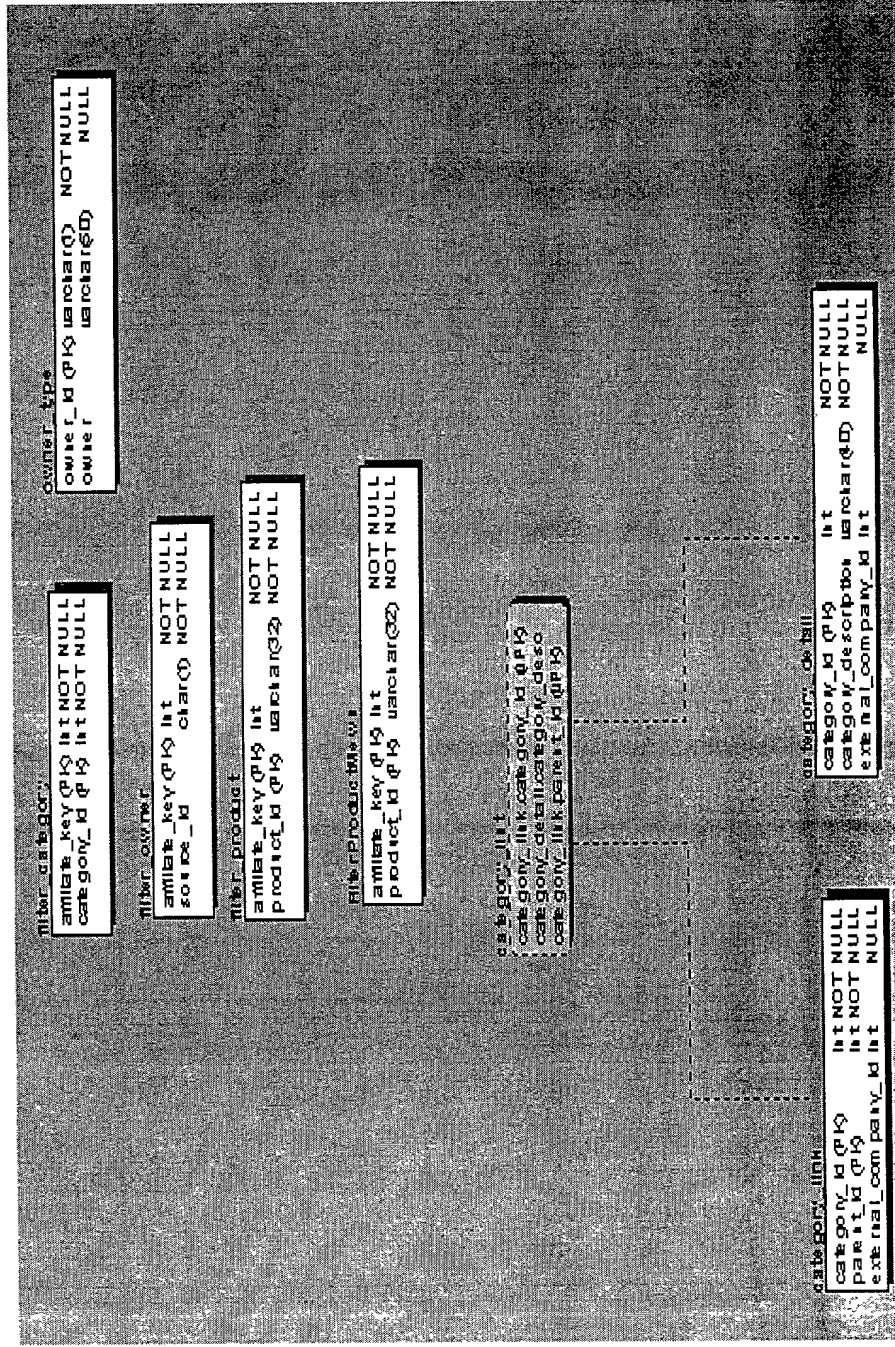 filter_category
affiliate_key (PK) int NOT NULL
category_id (PK) int NOT NULL
owner_type
owner_id (PK) varchar(1) NOT NULL
owner varchar(60) NULL
filter_owner
affiliate_key (PK) int NOT NULL
source_id char(1) NOT NULL
filter_product
affiliate_key (PK) int NOT NULL
product_id (PK) varchar(32) NOT NULL
FilterProductViews
affiliate_key (PK) int NOT NULL
product_id (PK) varchar(32) NOT NULL
category_list
category_link.category_id (PK)
category_detail.category_desc
category_link.parent_id (PK)
category_link
category_id (PK) int NOT NULL
parent_id (PK) int NOT NULL
external_company_id int NULL
category_detail
category_id (PK) int NOT NULL
category_description varchar(40) NOT NULL
external_company_id int NULL